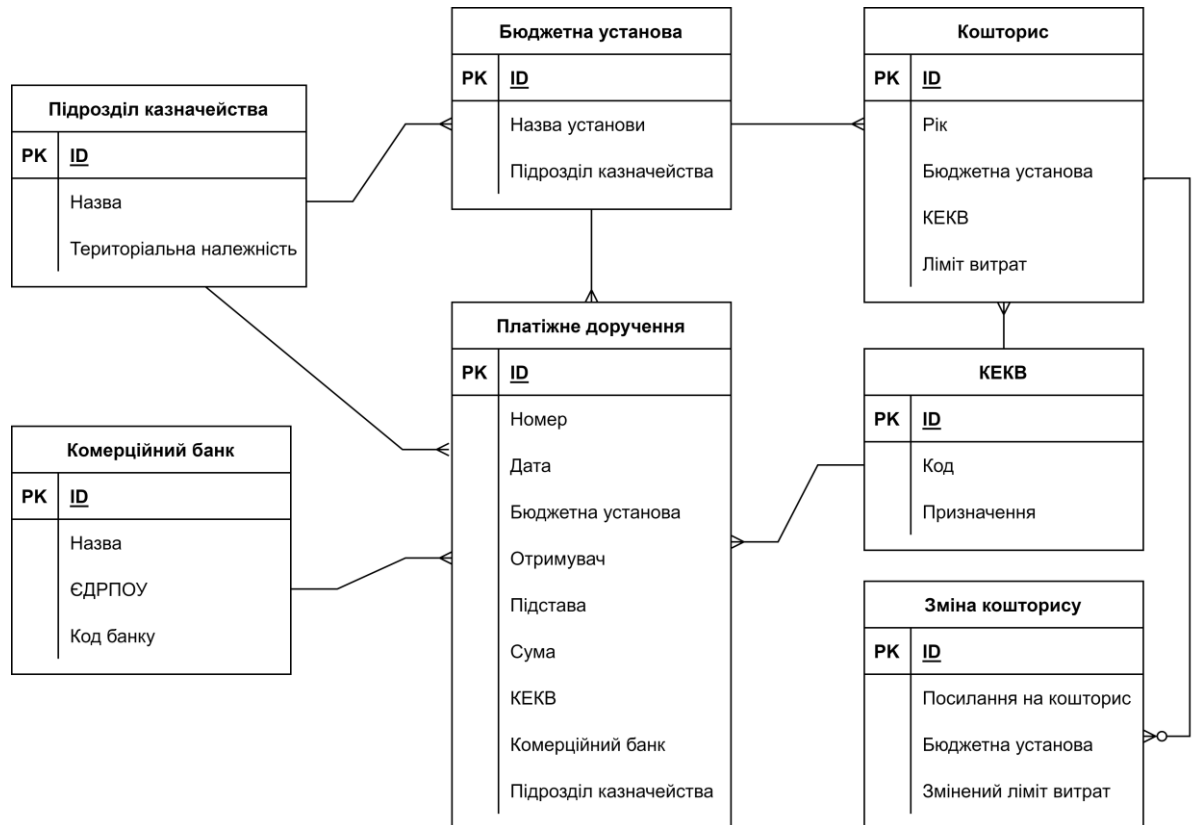 Бюджетна установа
PK ID
Назва установи
Підрозділ казначейства
Кошторис
PK ID
Рік
Бюджетна установа
КЕКВ
Ліміт витрат
Підрозділ казначейства
PK ID
Назва
Територіальна належність
Платіжне доручення
PK ID
Номер
Дата
Бюджетна установа
Отримувач
Підстава
Сума
КЕКВ
Комерційний банк
Підрозділ казначейства
КЕКВ
PK ID
Код
Призначення
Комерційний банк
PK ID
Назва
ЄДРПОУ
Код банку
Зміна кошторису
PK ID
Посилання на кошторис
Бюджетна установа
Змінений ліміт витрат